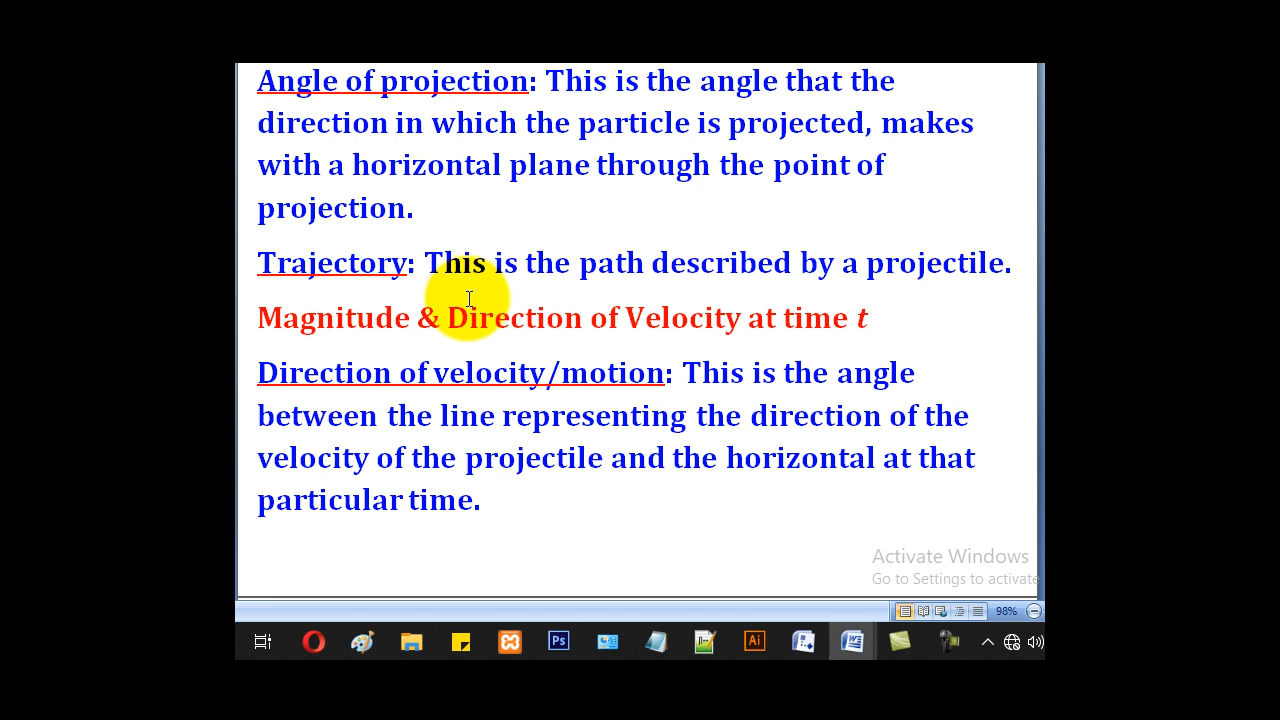 Angle of projection: This is the angle that the
direction in which the particle is projected, makes
with a horizontal plane through the point of
projection.
Trajectory: This is the path described by a projectile.
Magnitude & Direction of Velocity at time t
Direction of velocity/motion: This is the angle
between the line representing the direction of the
velocity of the projectile and the horizontal at that
particular time.
Activate Windows
Go to Settings to activate
98%
Ps
Ai